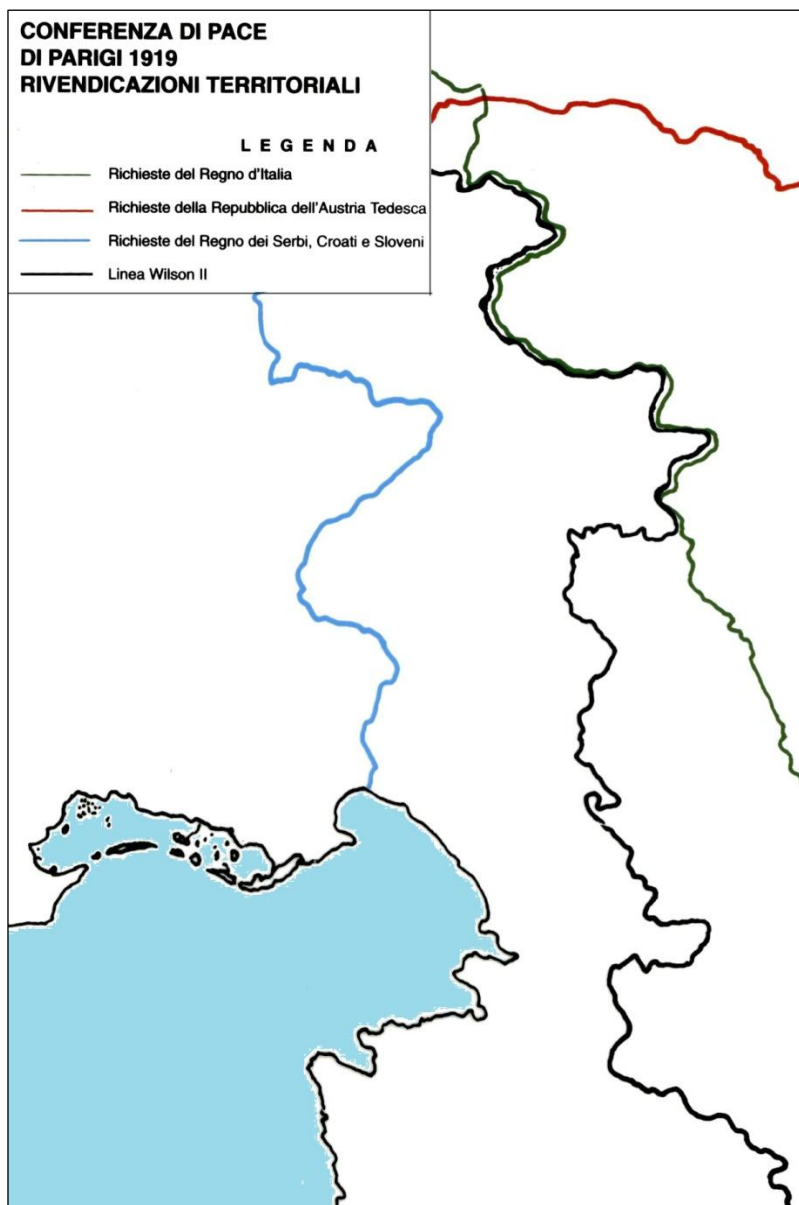 CONFERENZA DI PACE
DI PARIGI 1919
RIVENDICAZIONI TERRITORIALI
LEGENDA
Richieste del Regno d'Italia
Richieste della Repubblica dell'Austria Tedesca
Richieste del Regno dei Serbi, Croati e Sloveni
Linea Wilson II